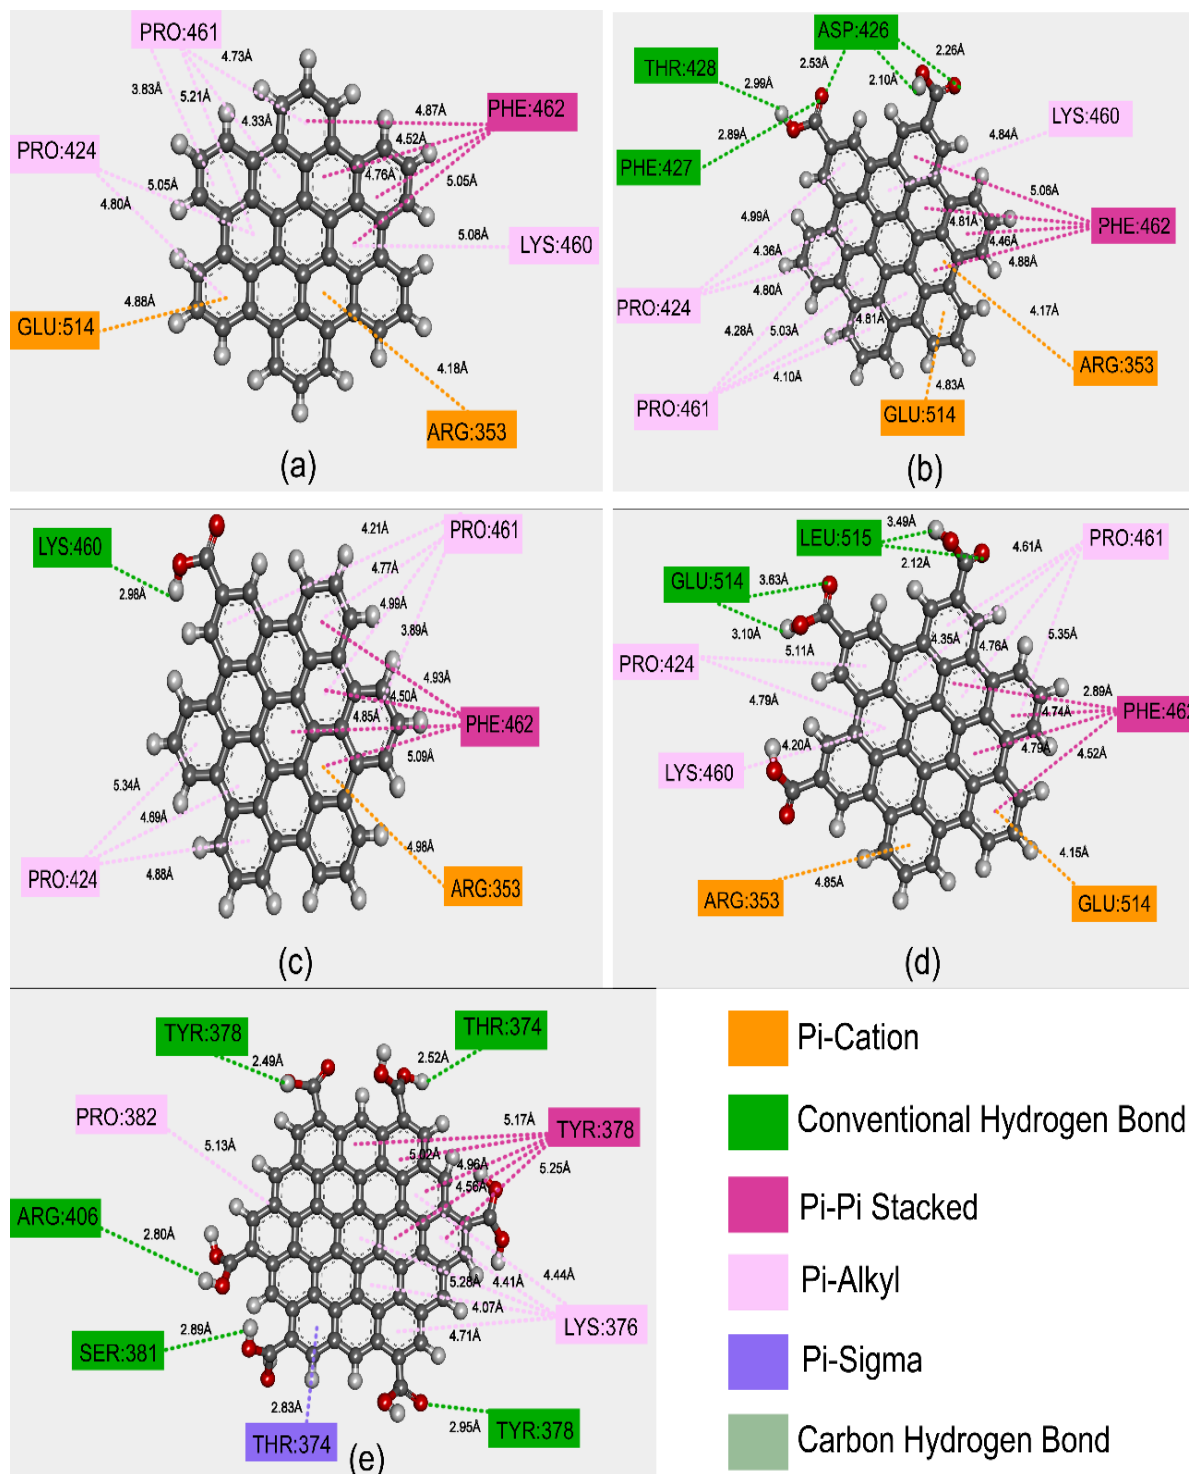 PRO:461
4.73Å
3.83Å
5.21Å
4.33Å
4.87Å
PHE:462
4.52Å
4.76Å
5.05Å
PRO:424
5.05Å
4.80Å
5.08Å
LYS:460
4.88Å
GLU:514
4.18Å
ARG:353
(a)
ASP:426
2.26Å
THR:428
2.53Å
2.10Å
2.99Å
LYS:460
4.84Å
2.89Å
PHE:427
5.06Å
4.99Å
4.81Å
PHE:462
4.46Å
4.36Å
4.88Å
4.80Å
PRO:424
4.28Å
5.03Å
4.81Å
4.17Å
ARG:353
4.10Å
4.83Å
PRO:461
GLU:514
(b)
4.21Å
PRO:461
LYS:460
4.77Å
2.98Å
4.99Å
3.89Å
4.93Å
4.50Å
4.85Å
PHE:462
5.09Å
5.34Å
4.69Å
4.98Å
PRO:424
4.88Å
ARG:353
(c)
3.49Å
LEU:515
4.61Å
PRO:461
2.12Å
GLU:514
3.63Å
3.10Å
5.11Å
4.35Å
4.76Å
5.35Å
PRO:424
4.79Å
2.89Å
4.74Å
PHE:462
4.20Å
4.79Å
4.52Å
LYS:460
4.15Å
4.85Å
ARG:353
GLU:514
(d)
TYR:378
THR:374
2.49Å
2.52Å
PRO:382
5.17Å
TYR:378
5.13Å
5.02Å
4.96Å
5.25Å
4.56Å
ARG:406
2.80Å
5.28Å
4.41Å
4.44Å
4.07Å
LYS:376
2.89Å
4.71Å
SER:381
2.83Å
2.95Å
TYR:378
THR:374
(e)
Pi-Cation
Conventional Hydrogen Bond
Pi-Pi Stacked
Pi-Alkyl
Pi-Sigma
Carbon Hydrogen Bond